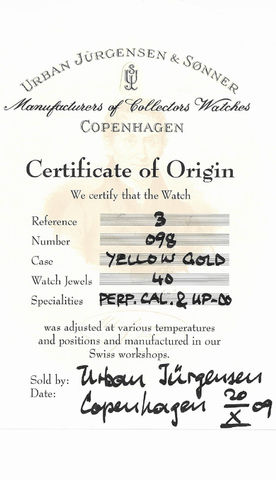 URBAN JÜRGENSEN & SØNNER
UJS
Manufacturers of Collectors Watches
COPENHAGEN
Certificate of Origin
We certify that the Watch
Reference 3
Number 098
Case YELLOW GOLD
Watch Jewels 40
Specialities PERP. CAL. & UP-DO
was adjusted at various temperatures
and positions and manufactured in our
Swiss workshops.
Sold by: Urban Jürgensen
Date: Copenhagen 20/X 09